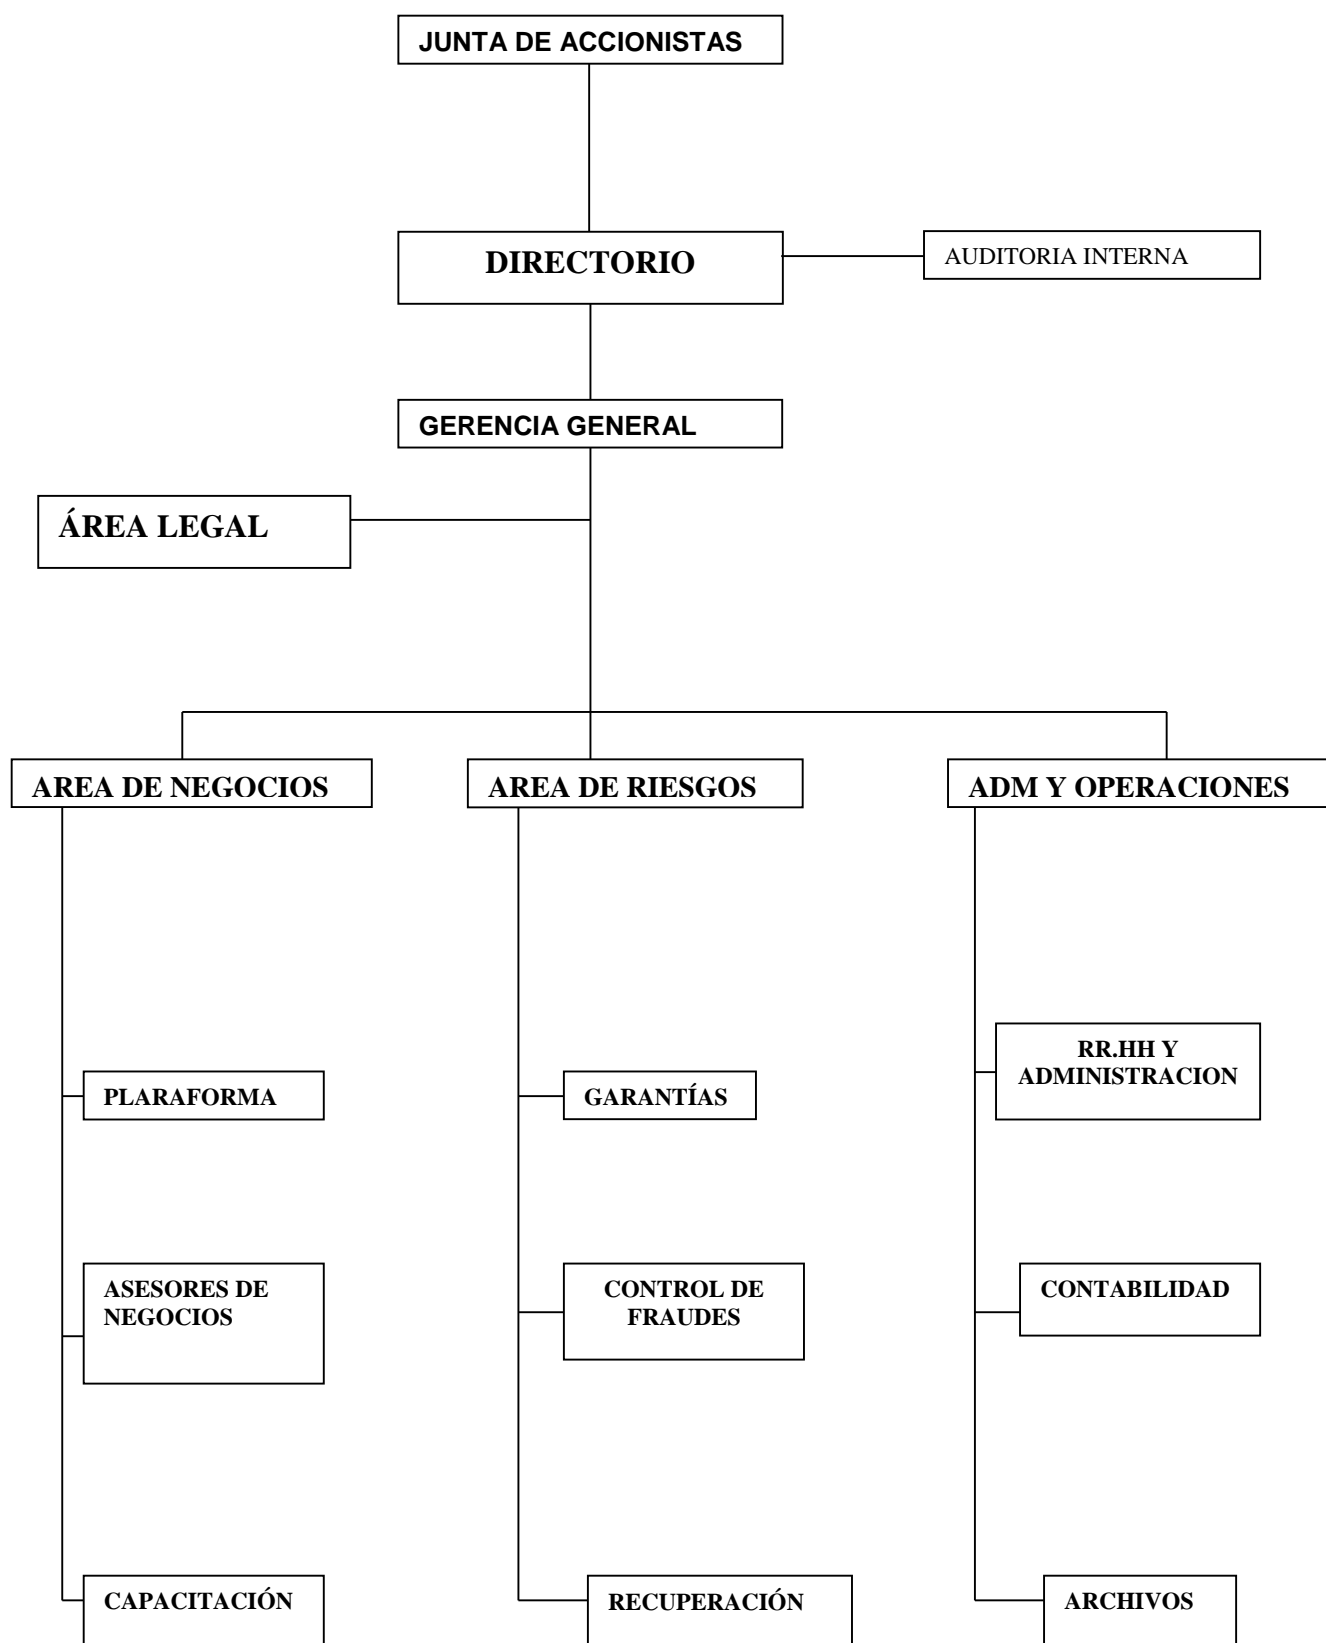 JUNTA DE ACCIONISTAS
DIRECTORIO
AUDITORIA INTERNA
GERENCIA GENERAL
ÁREA LEGAL
AREA DE NEGOCIOS
AREA DE RIESGOS
ADM Y OPERACIONES
RR.HH Y
ADMINISTRACION
PLARAFORMA
GARANTÍAS
ASESORES DE
NEGOCIOS
CONTROL DE
FRAUDES
CONTABILIDAD
CAPACITACIÓN
RECUPERACIÓN
ARCHIVOS